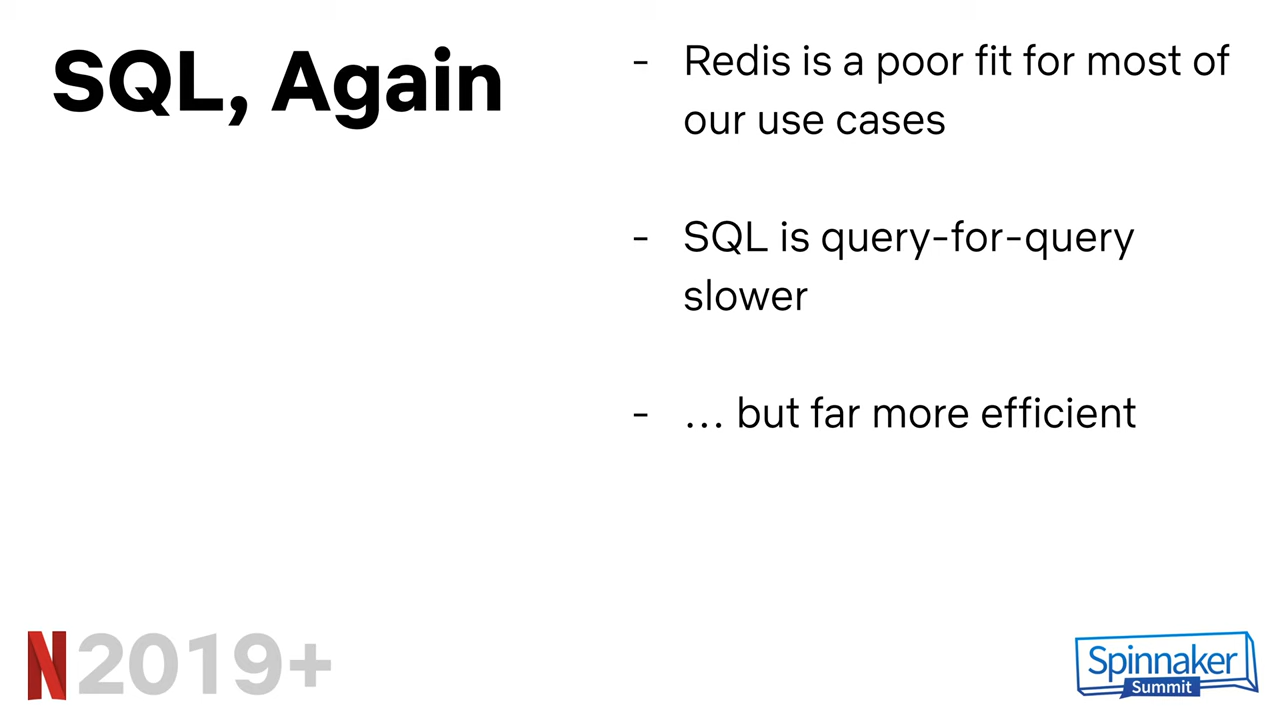 SQL, Again
- Redis is a poor fit for most of
our use cases
- SQL is query-for-query
slower
- … but far more efficient
N 2019+
Spinnaker
Summit